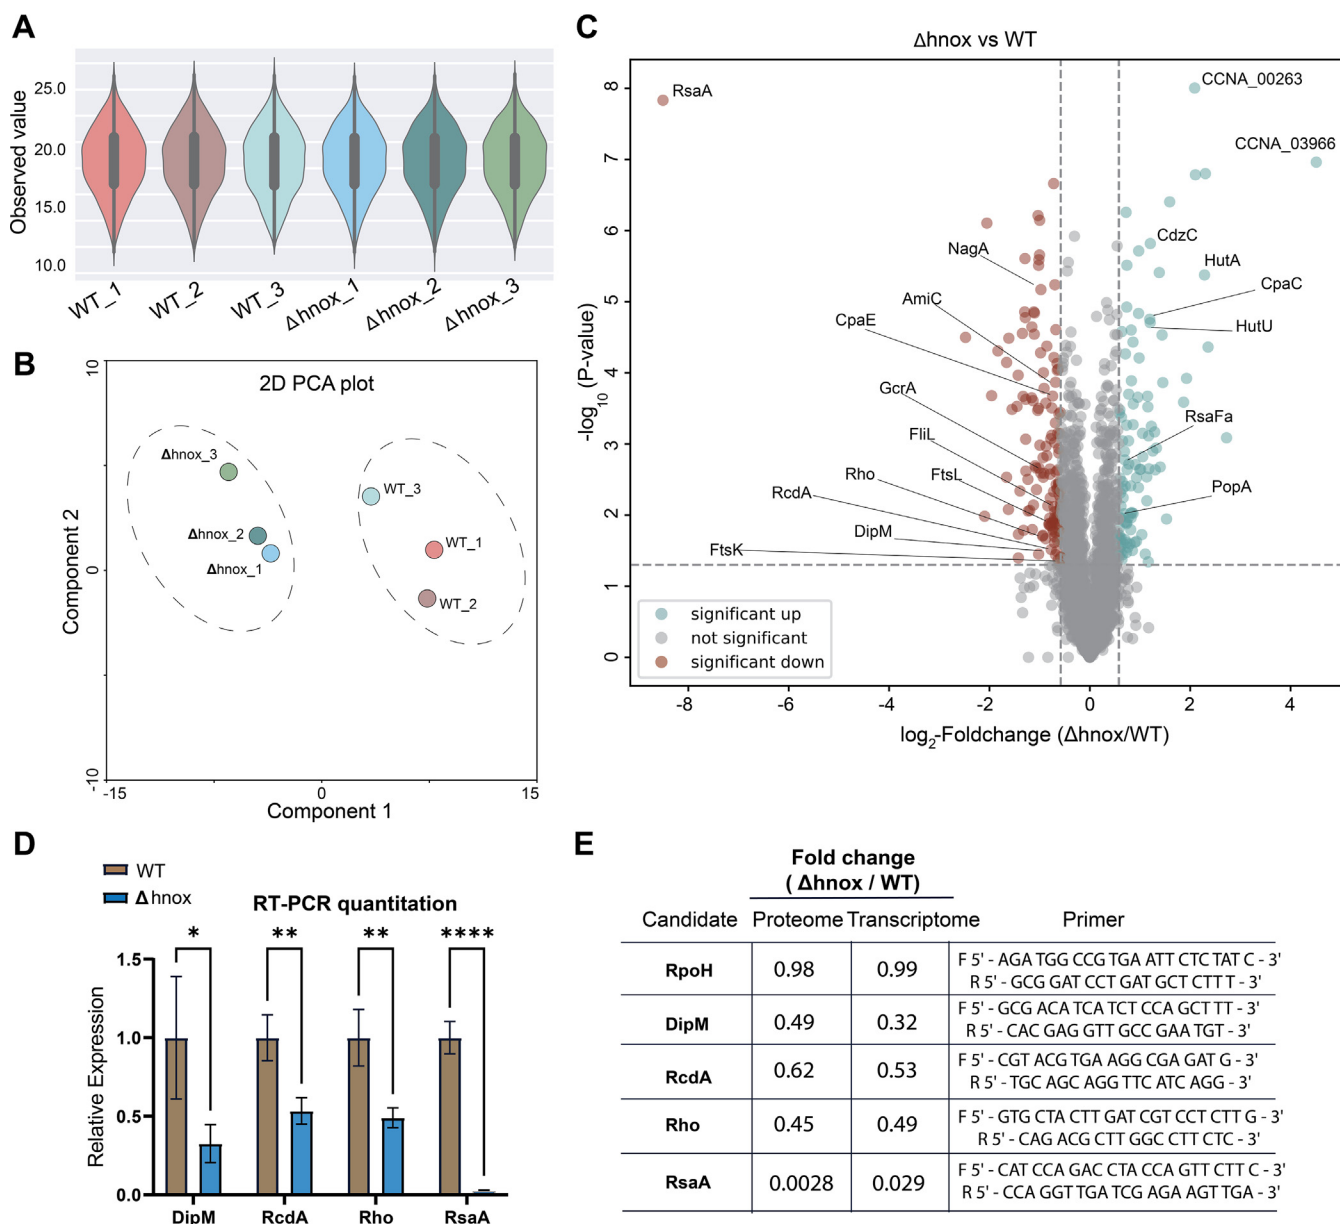 A
Observed value
25.0
20.0
15.0
10.0
WT_1
WT_2
WT_3
Δhnox_1
Δhnox_2
Δhnox_3
B
2D PCA plot
Component 2
10
0
-10
Δhnox_3
Δhnox_2
Δhnox_1
WT_3
WT_1
WT_2
-15
0
15
Component 1
C
Δhnox vs WT
-log10 (P-value)
8
7
6
5
4
3
2
1
0
RsaA
CCNA_00263
CCNA_03966
CdzC
HutA
CpaC
HutU
RsaFa
PopA
NagA
AmiC
CpaE
GcrA
FliL
Rho
FtsL
RcdA
DipM
FtsK
significant up
not significant
significant down
-8
-6
-4
-2
0
2
4
log2-Foldchange (Δhnox/WT)
D
WT
Δhnox
RT-PCR quantitation
* ** ** ****
Relative Expression
1.5
1.0
0.5
0.0
DipM RcdA Rho RsaA
E
Fold change
( Δhnox / WT)
Candidate Proteome Transcriptome Primer
RpoH 0.98 0.99 F 5' - AGA TGG CCG TGA ATT CTC TAT C - 3'
R 5' - GCG GAT CCT GAT GCT CTT T - 3'
DipM 0.49 0.32 F 5' - GCG ACA TCA TCT CCA GCT TT - 3'
R 5' - CAC GAG GTT GCC GAA TGT - 3'
RcdA 0.62 0.53 F 5' - CGT ACG TGA AGG CGA GAT G - 3'
R 5' - TGC AGC AGG TTC ATC AGG - 3'
Rho 0.45 0.49 F 5' - GTG CTA CTT GAT CGT CCT CTT G - 3'
R 5' - CAG ACG CTT GGC CTT CTC - 3'
RsaA 0.0028 0.029 F 5' - CAT CCA GAC CTA CCA GTT CTT C - 3'
R 5' - CCA GGT TGA TCG AGA AGT TGA - 3'